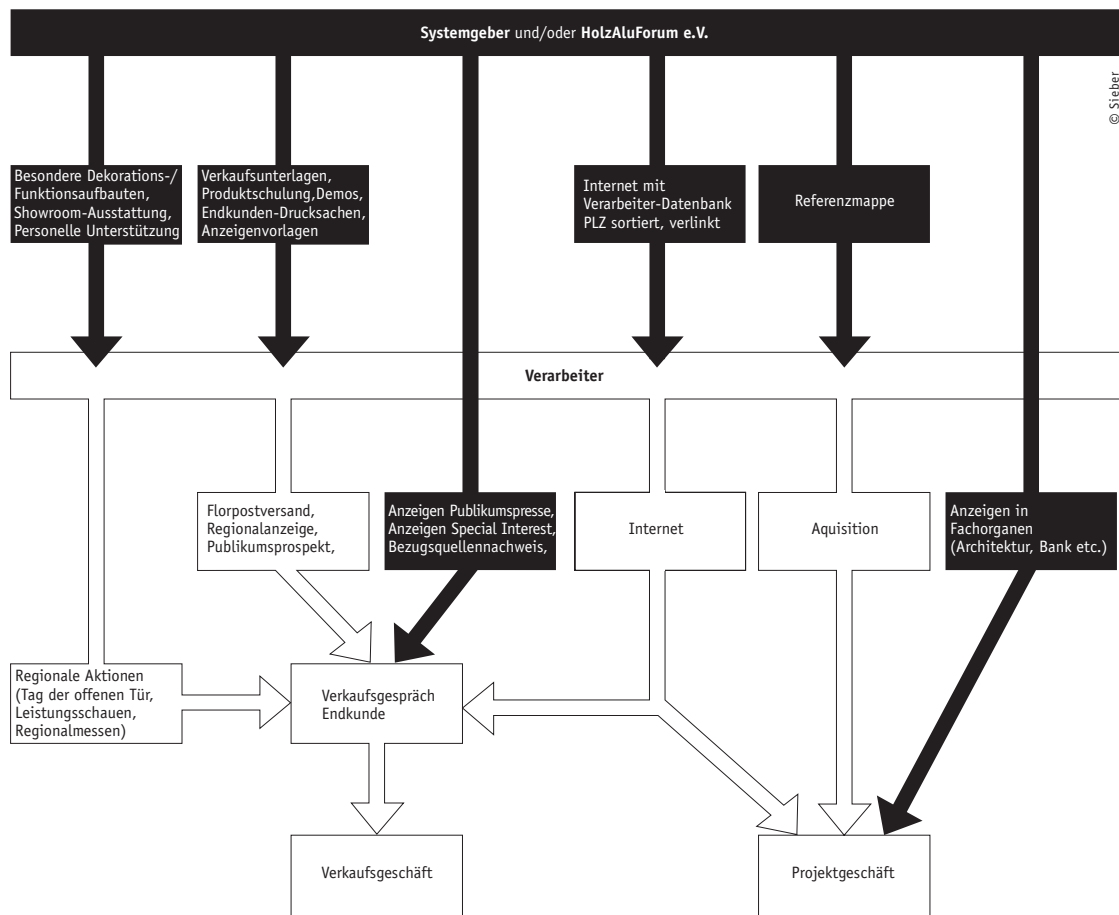 Systemgeber und/oder HolzAluForum e.V.
© Sieber
Besondere Dekorations-/
Funktionsaufbauten,
Showroom-Ausstattung,
Personelle Unterstützung
Verkaufsunterlagen,
Produktschulung,Demos,
Endkunden-Drucksachen,
Anzeigenvorlagen
Internet mit
Verarbeiter-Datenbank
PLZ sortiert, verlinkt
Referenzmappe
Verarbeiter
Florpostversand,
Regionalanzeige,
Publikumsprospekt,
Anzeigen Publikumspresse,
Anzeigen Special Interest,
Bezugsquellennachweis,
Internet
Aquisition
Anzeigen in
Fachorganen
(Architektur, Bank etc.)
Regionale Aktionen
(Tag der offenen Tür,
Leistungsschauen,
Regionalmessen)
Verkaufsgespräch
Endkunde
Verkaufsgeschäft
Projektgeschäft